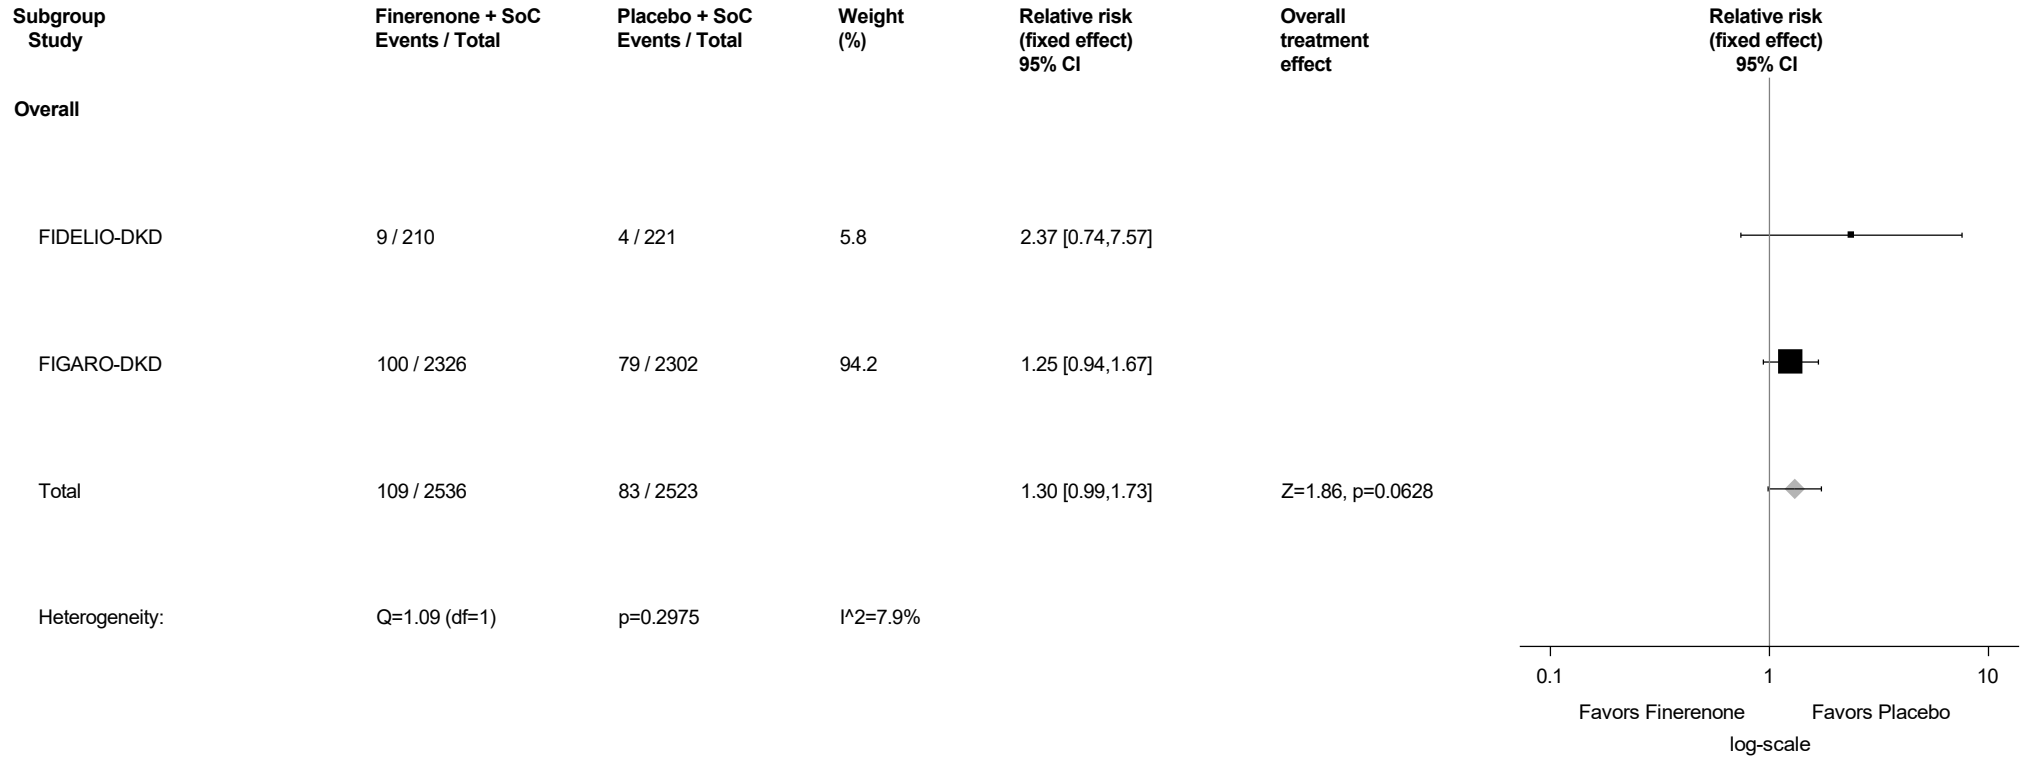 Subgroup Finerenone + SoC Placebo + SoC Weight Relative risk Overall Relative risk
Study Events / Total Events / Total (%) (fixed effect) treatment (fixed effect)
95% CI effect 95% CI
Overall
FIDELIO-DKD 9 / 210 4 / 221 5.8 2.37 [0.74,7.57]
FIGARO-DKD 100 / 2326 79 / 2302 94.2 1.25 [0.94,1.67]
Total 109 / 2536 83 / 2523 1.30 [0.99,1.73] Z=1.86, p=0.0628
Heterogeneity: Q=1.09 (df=1) p=0.2975 I^2=7.9%
0.1 1 10
Favors Finerenone Favors Placebo
log-scale